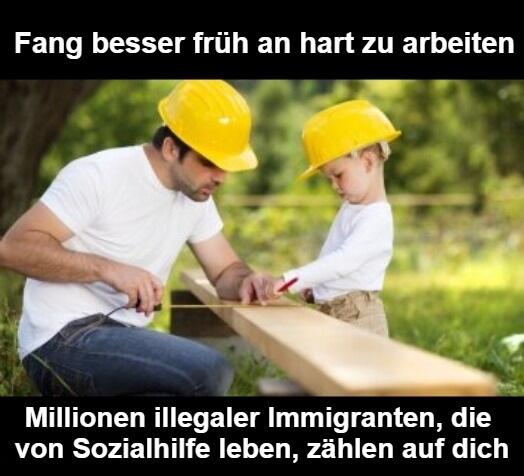 Fang besser früh an hart zu arbeiten
Millionen illegaler Immigranten, die
von Sozialhilfe leben, zählen auf dich